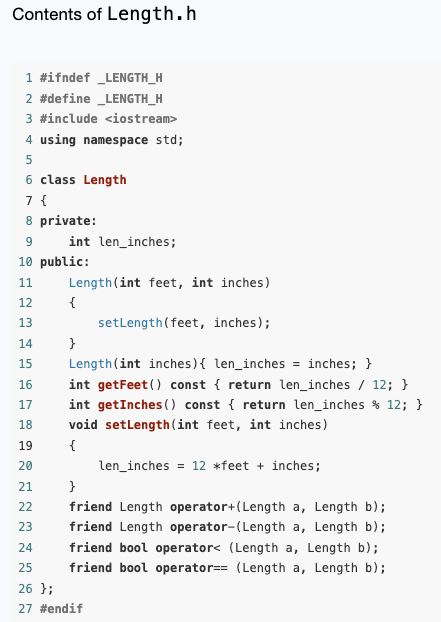 Contents of Length.h
1 #ifndef _LENGTH_H
2 #define _LENGTH_H
3 #include <iostream>
4 using namespace std;
5
6 class Length
7 {
8 private:
9     int len_inches;
10 public:
11     Length(int feet, int inches)
12     {
13         setLength(feet, inches);
14     }
15     Length(int inches){ len_inches = inches; }
16     int getFeet() const { return len_inches / 12; }
17     int getInches() const { return len_inches % 12; }
18     void setLength(int feet, int inches)
19     {
20         len_inches = 12 *feet + inches;
21     }
22     friend Length operator+(Length a, Length b);
23     friend Length operator-(Length a, Length b);
24     friend bool operator< (Length a, Length b);
25     friend bool operator== (Length a, Length b);
26 };
27 #endif